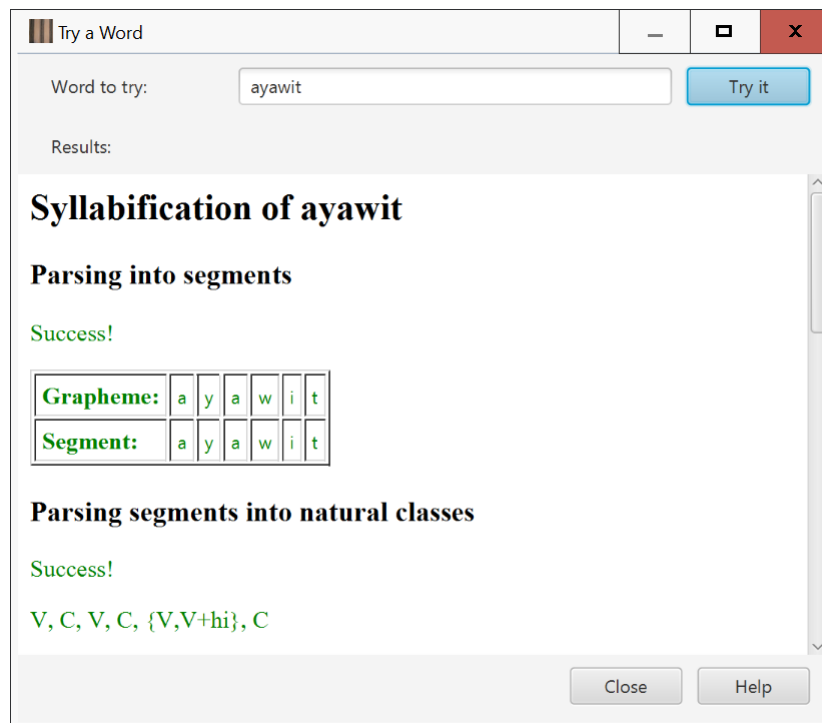 Try a Word
Word to try: ayawit Try it
Results:
Syllabification of ayawit
Parsing into segments
Success!
Grapheme: a y a w i t
Segment: a y a w i t
Parsing segments into natural classes
Success!
V, C, V, C, {V,V+hi}, C
Close Help